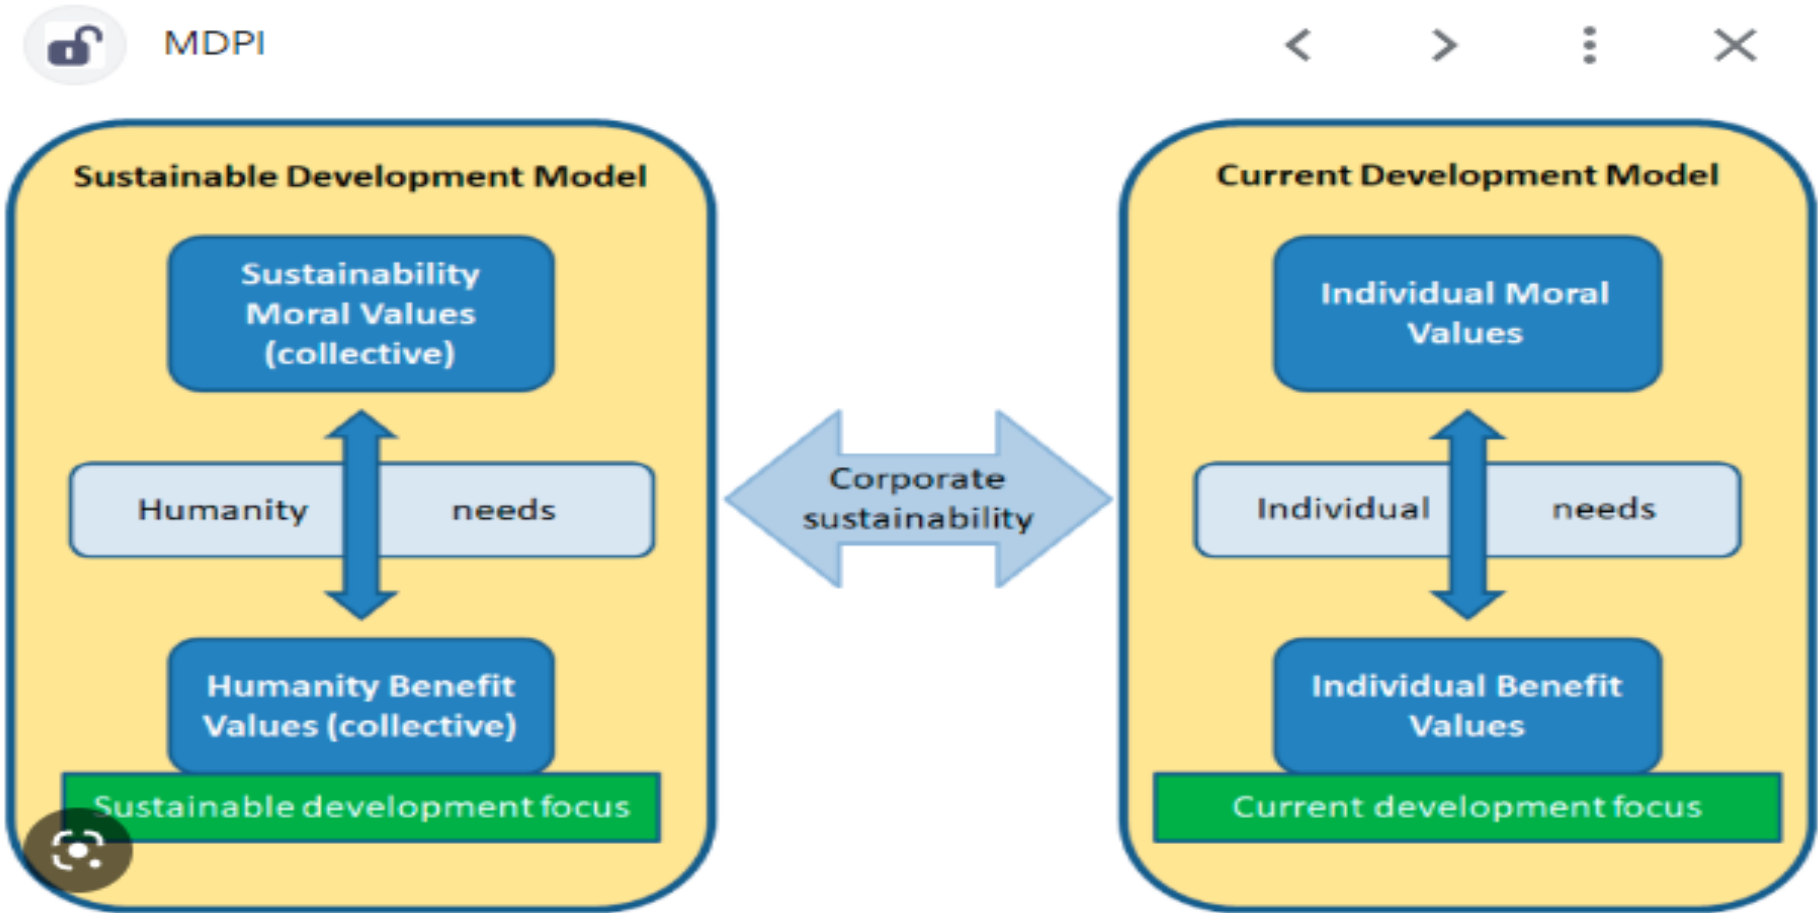 MDPI
Sustainable Development Model
Sustainability
Moral Values
(collective)
Humanity needs
Humanity Benefit
Values (collective)
Sustainable development focus
Corporate
sustainability
Current Development Model
Individual Moral
Values
Individual needs
Individual Benefit
Values
Current development focus